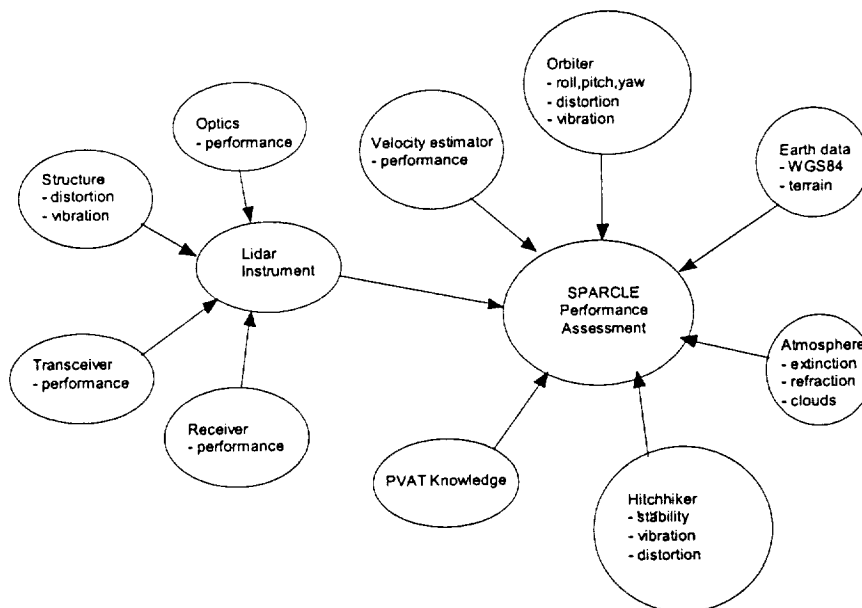 Orbiter
- roll,pitch,yaw
- distortion
- vibration
Optics
- performance
Velocity estimator
- performance
Earth data
- WGS84
- terrain
Structure
- distortion
- vibration
Lidar
Instrument
SPARCLE
Performance
Assessment
Transceiver
- performance
Atmosphere
- extinction
- refraction
- clouds
Receiver
- performance
PVAT Knowledge
Hitchhiker
- stability
- vibration
- distortion